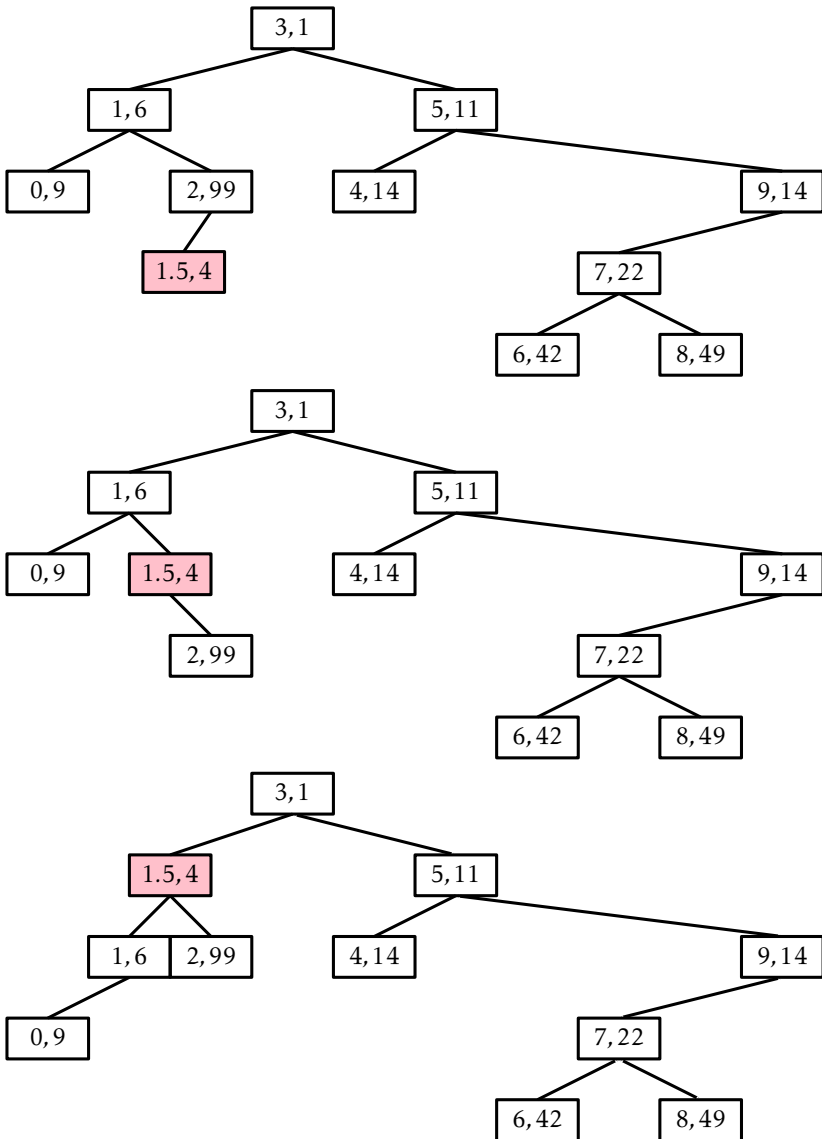 3, 1
1, 6 5, 11
0, 9 2, 99 4, 14 9, 14
1.5, 4 7, 22
6, 42 8, 49
3, 1
1, 6 5, 11
0, 9 1.5, 4 4, 14 9, 14
2, 99 7, 22
6, 42 8, 49
3, 1
1.5, 4 5, 11
1, 6 2, 99 4, 14 9, 14
0, 9 7, 22
6, 42 8, 49